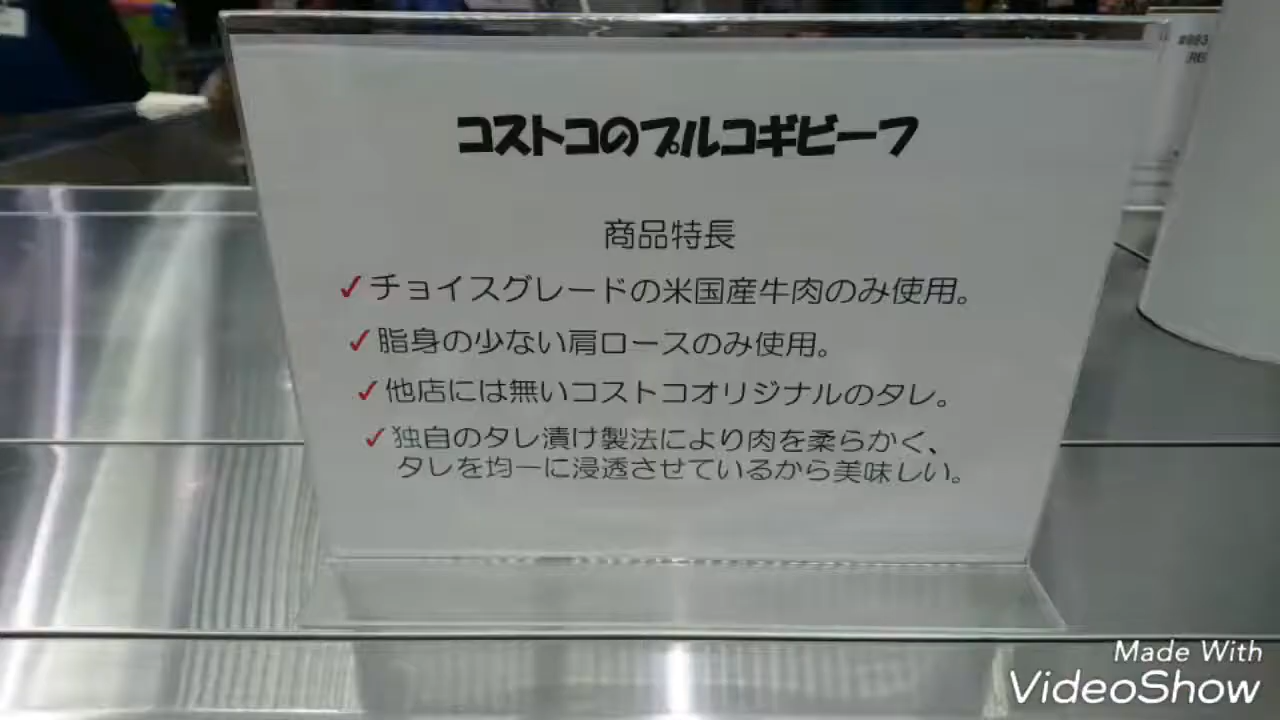 コストコのプルコギビーフ
商品特長
✓チョイスグレードの米国産牛肉のみ使用。
✓脂身の少ない肩ロースのみ使用。
✓他店には無いコストコオリジナルのタレ。
✓独自のタレ漬け製法により肉を柔らかく、
タレを均一に浸透させているから美味しい。
Made With
VideoShow